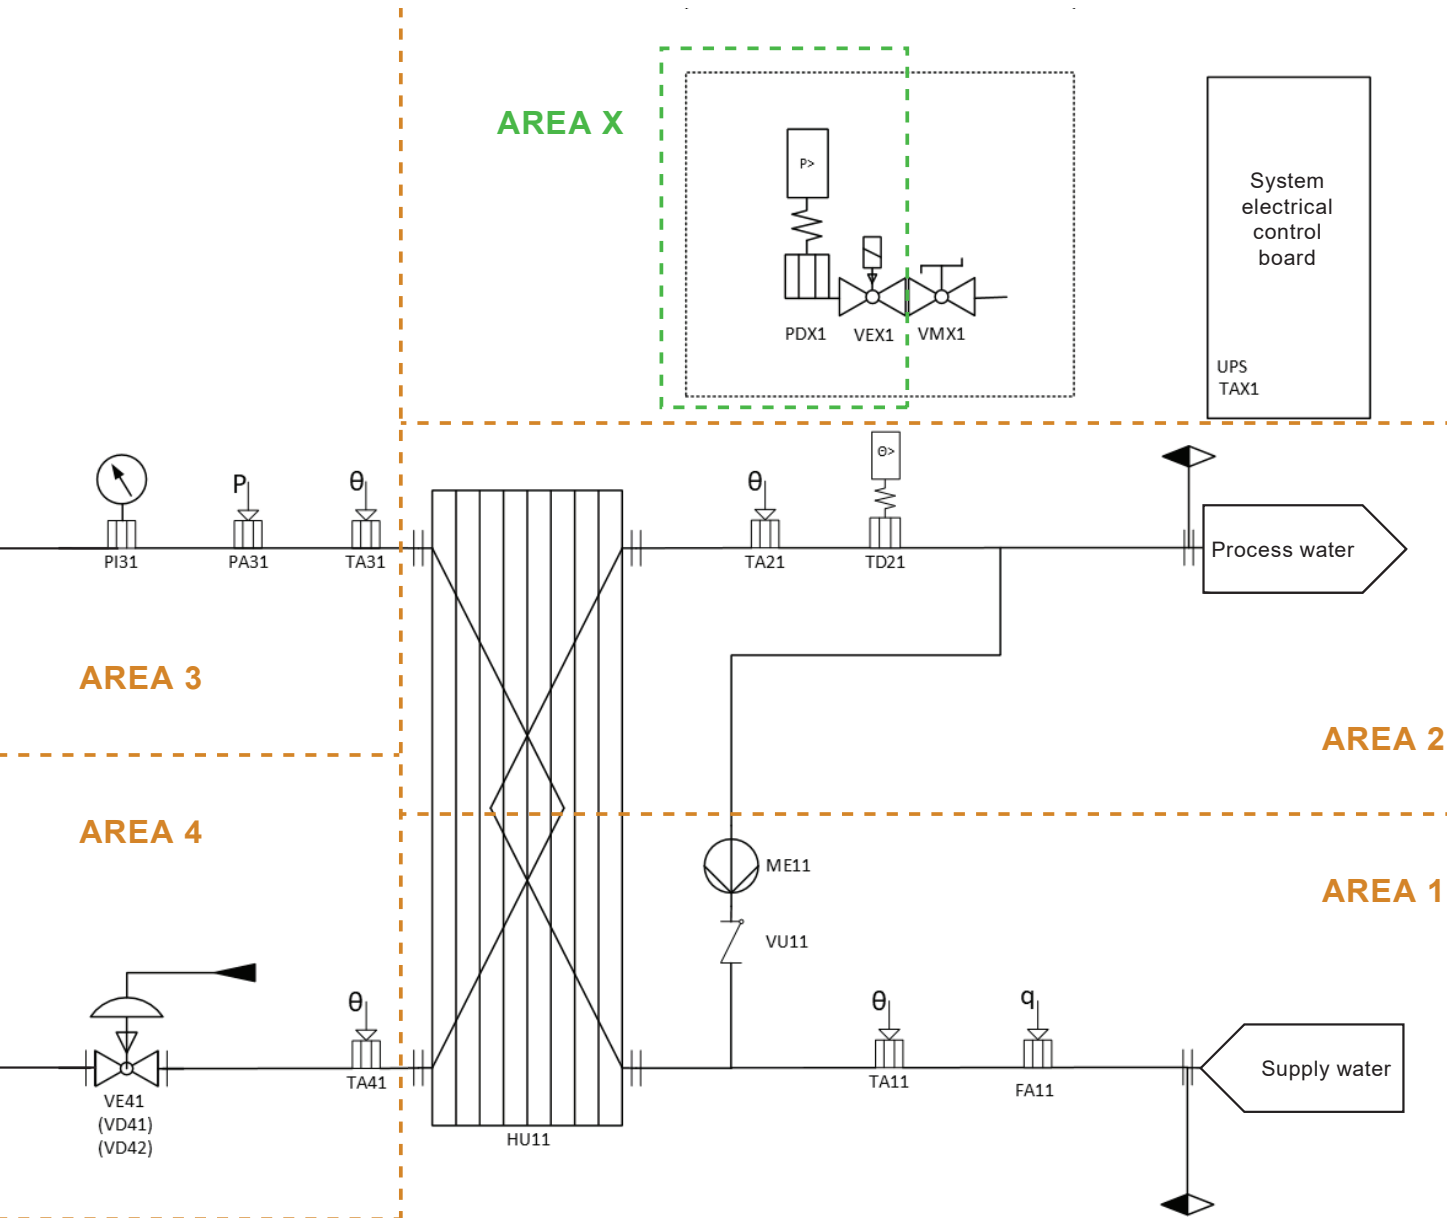 AREA X
P>
System
electrical
control
board
PDX1
VEX1
VMX1
UPS
TAX1
P
θ
θ
Θ>
PI31
PA31
TA31
TA21
TD21
Process water
AREA 3
AREA 2
AREA 4
ME11
AREA 1
VU11
θ
θ
q
TA41
TA11
FA11
Supply water
VE41
(VD41)
(VD42)
HU11